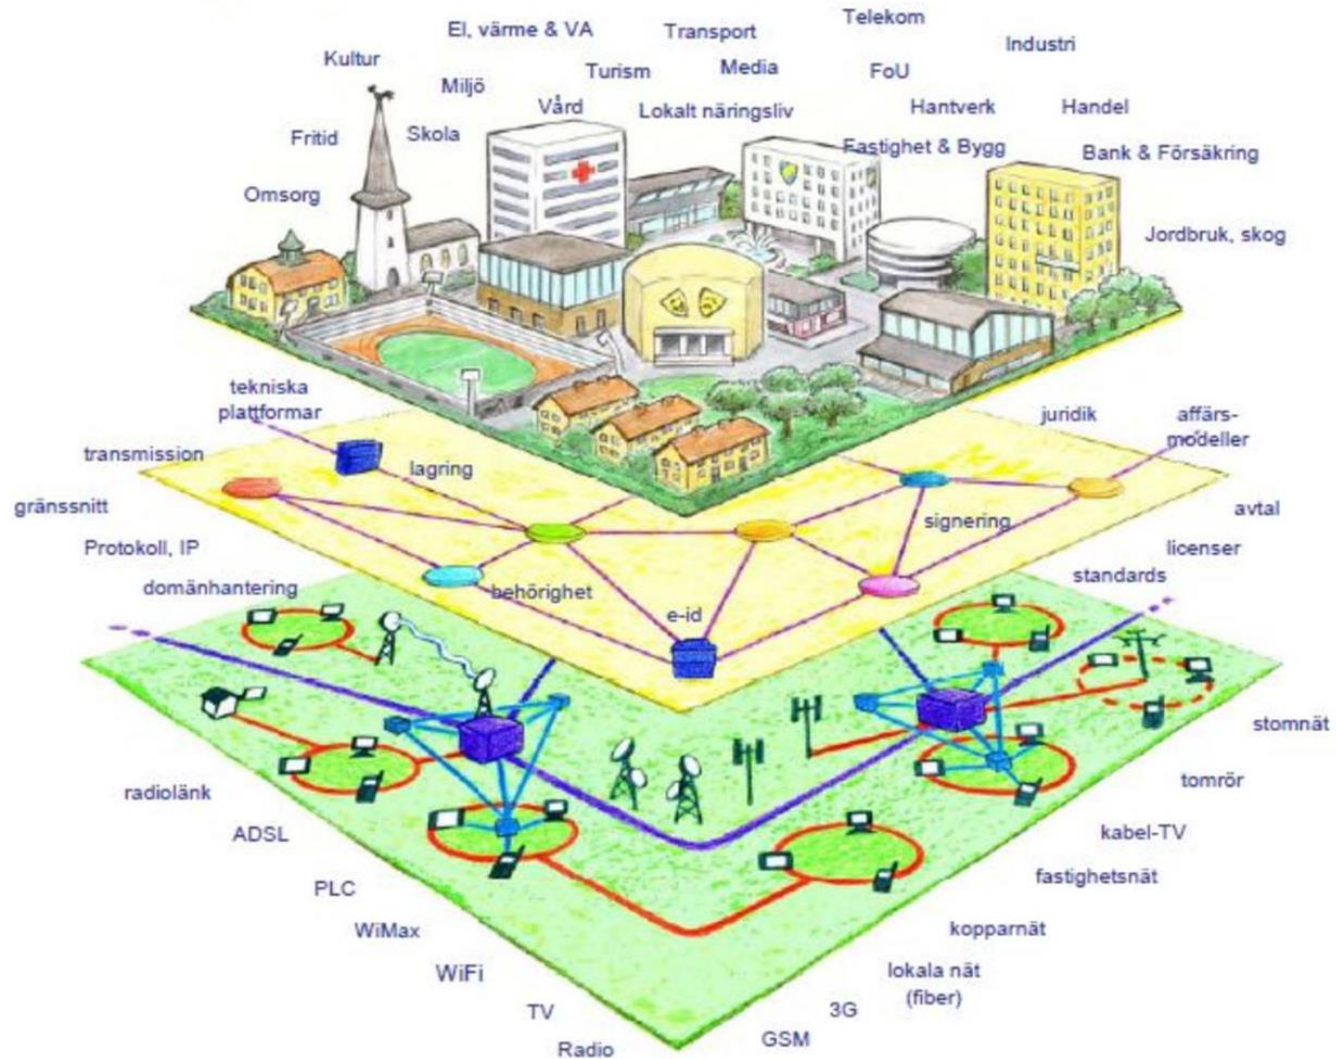 Telekom
El, värme & VA
Transport
Industri
Kultur
Turism
Media
FoU
Miljö
Vård
Lokalt näringsliv
Hantverk
Handel
Fritid
Skola
Fastighet & Bygg
Bank & Försäkring
Omsorg
Jordbruk, skog
tekniska
plattformar
juridik
affärs-
modeller
transmission
lagring
gränssnitt
signering
avtal
Protokoll, IP
licenser
domänhantering
behörighet
standards
e-id
stomnät
radiolänk
tomrör
ADSL
kabel-TV
PLC
fastighetsnät
WiMax
kopparnät
WiFi
lokala nät
(fiber)
TV
3G
Radio
GSM